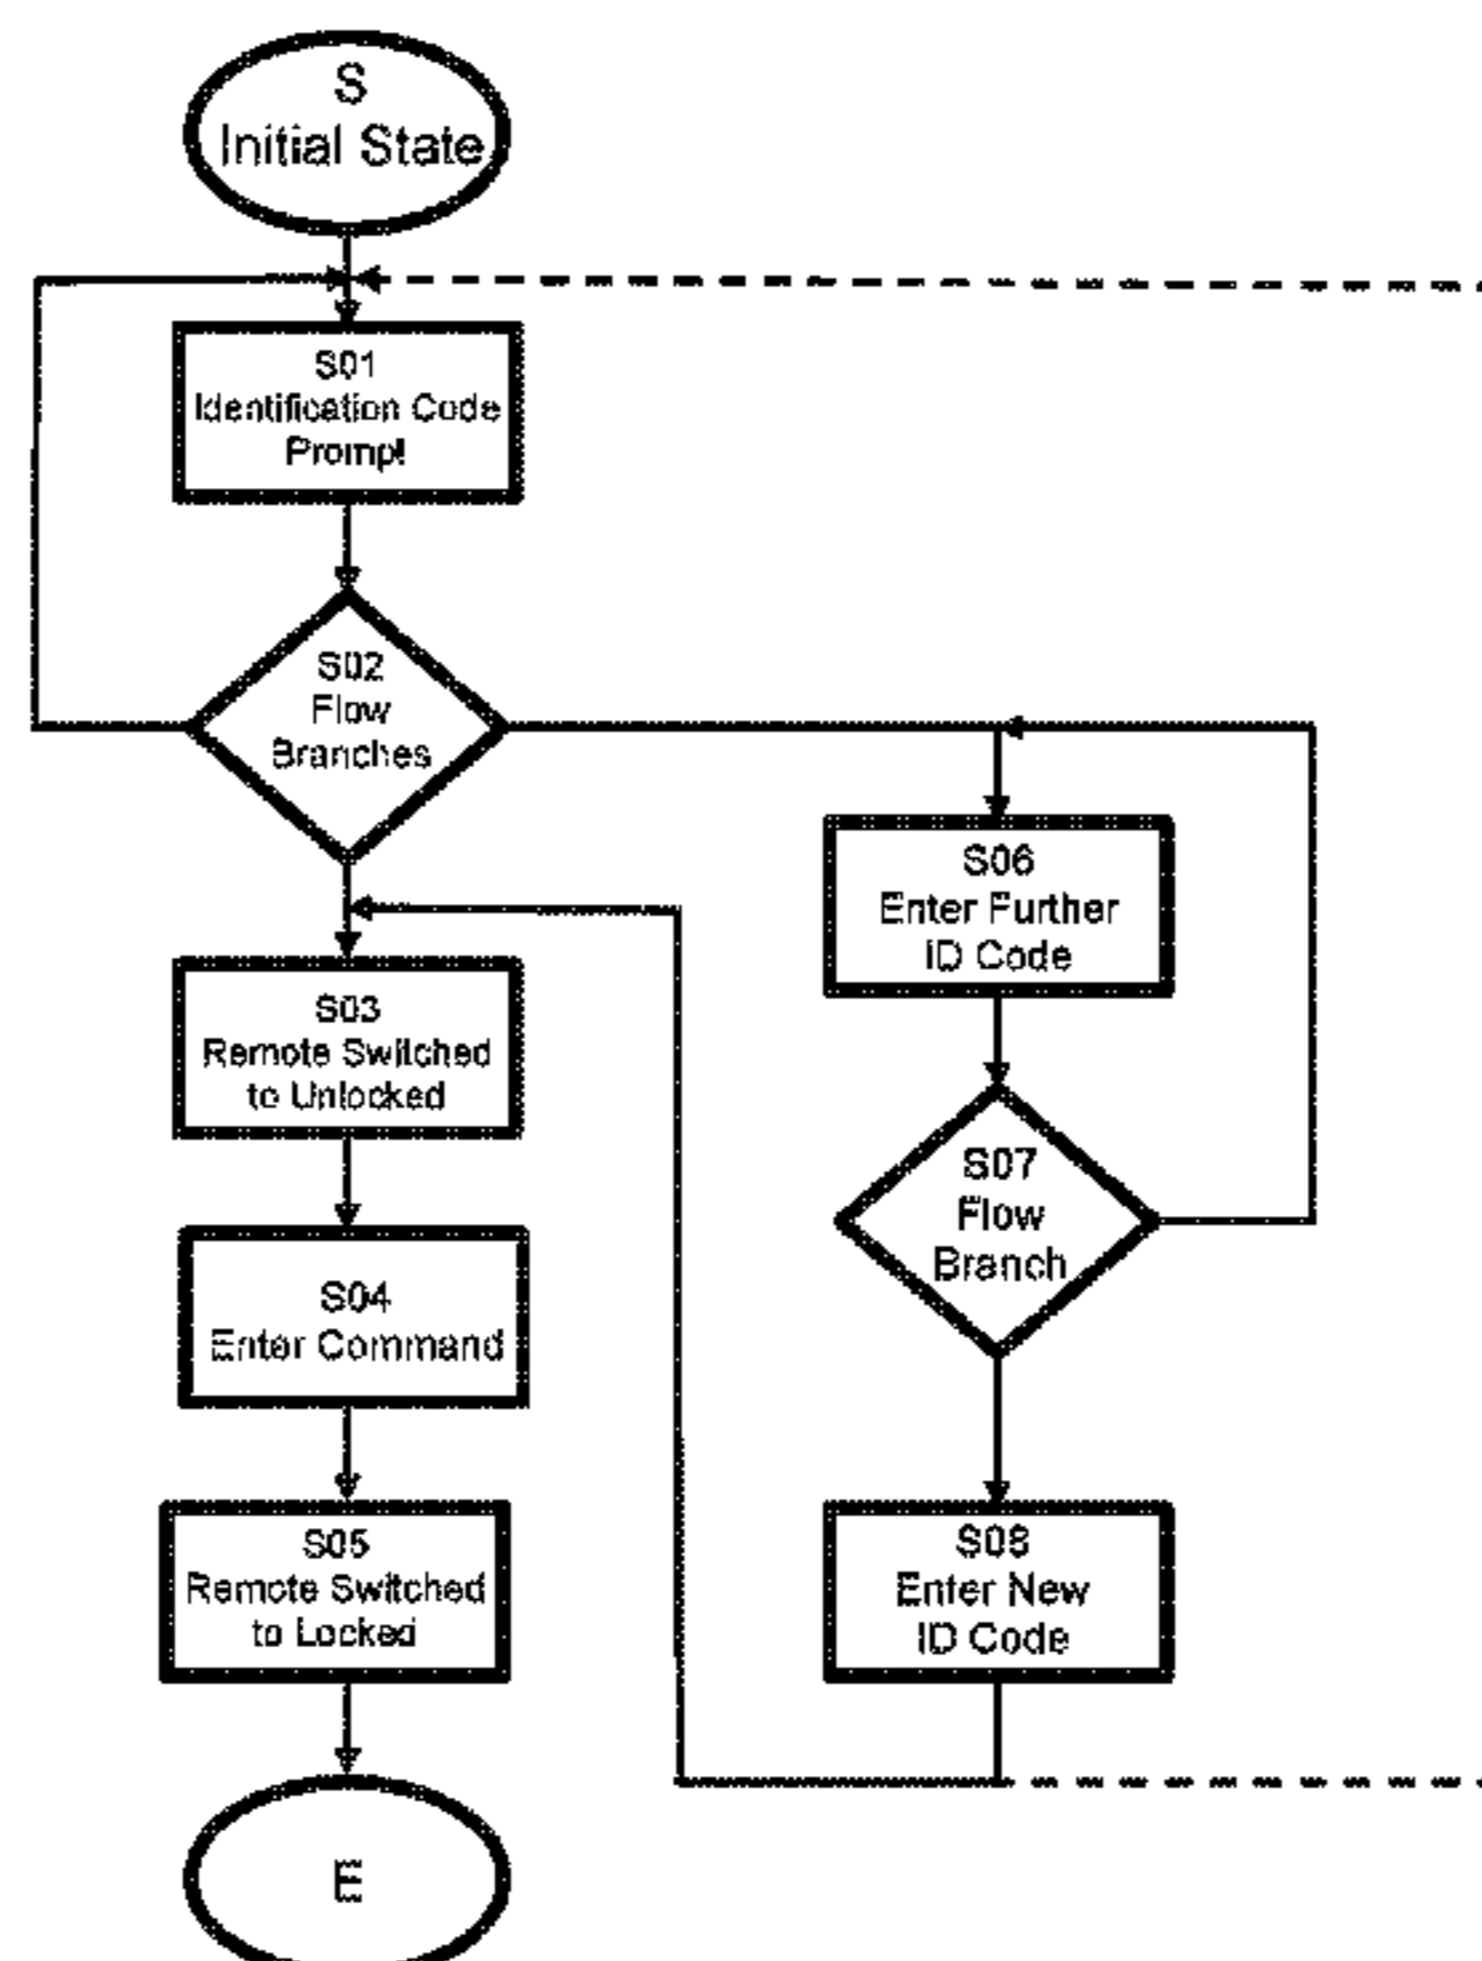 S
Initial State
S01
Identification Code
Prompt
S02
Flow
Branches
S03
Remote Switched
to Unlocked
S04
Enter Command
S05
Remote Switched
to Locked
E
S06
Enter Further
ID Code
S07
Flow
Branch
S08
Enter New
ID Code